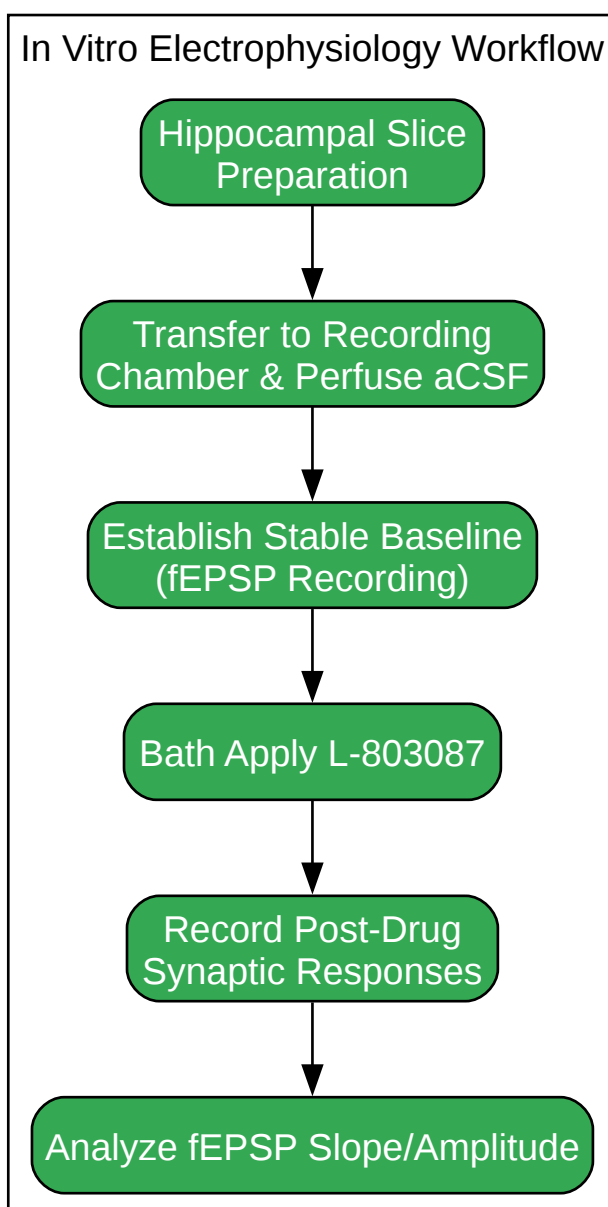 In Vitro Electrophysiology Workflow
Hippocampal Slice
Preparation
Transfer to Recording
Chamber & Perfuse aCSF
Establish Stable Baseline
(fEPSP Recording)
Bath Apply L-803087
Record Post-Drug
Synaptic Responses
Analyze fEPSP Slope/Amplitude